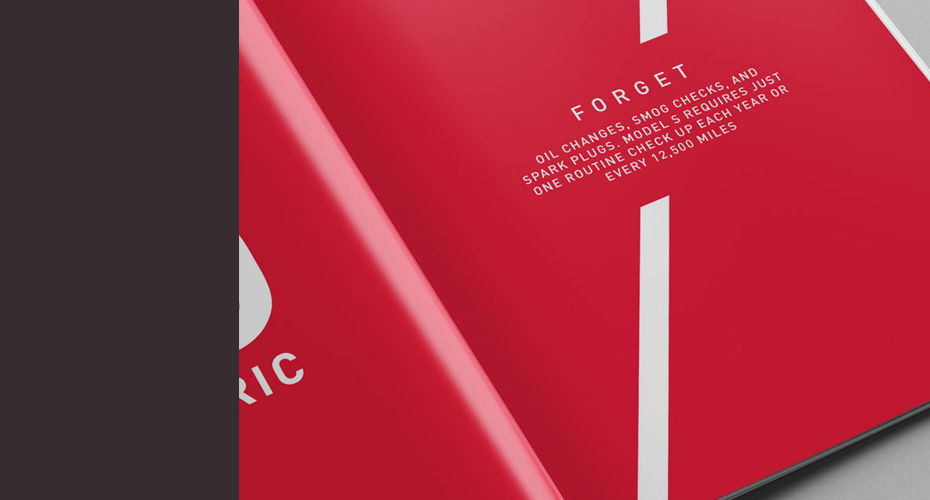 RIC
FORGET
OIL CHANGES, SMOG CHECKS, AND
SPARK PLUGS. MODEL S REQUIRES JUST
ONE ROUTINE CHECK UP EACH YEAR OR
EVERY 12,500 MILES